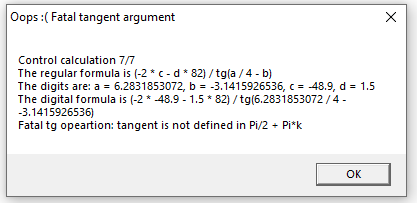 Oops :( Fatal tangent argument
Control calculation 7/7
The regular formula is (-2 * c - d * 82) / tg(a / 4 - b)
The digits are: a = 6.2831853072, b = -3.1415926536, c = -48.9, d = 1.5
The digital formula is (-2 * -48.9 - 1.5 * 82) / tg(6.2831853072 / 4 -
-3.1415926536)
Fatal tg opeartion: tangent is not defined in Pi/2 + Pi*k
OK